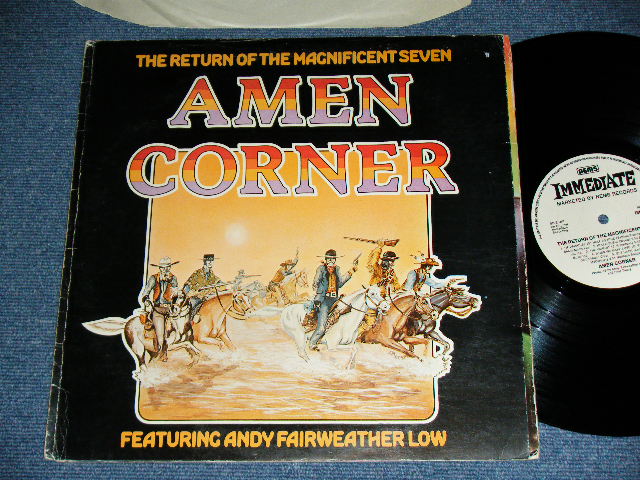 THE RETURN OF THE MAGNIFICENT SEVEN
AMEN
CORNER
FEATURING ANDY FAIRWEATHER LOW
NEMS
IMMEDIATE
MARKETED BY NEMS RECORDS
THE RETURN OF THE MAGNIFICENT
AMEN CORNER